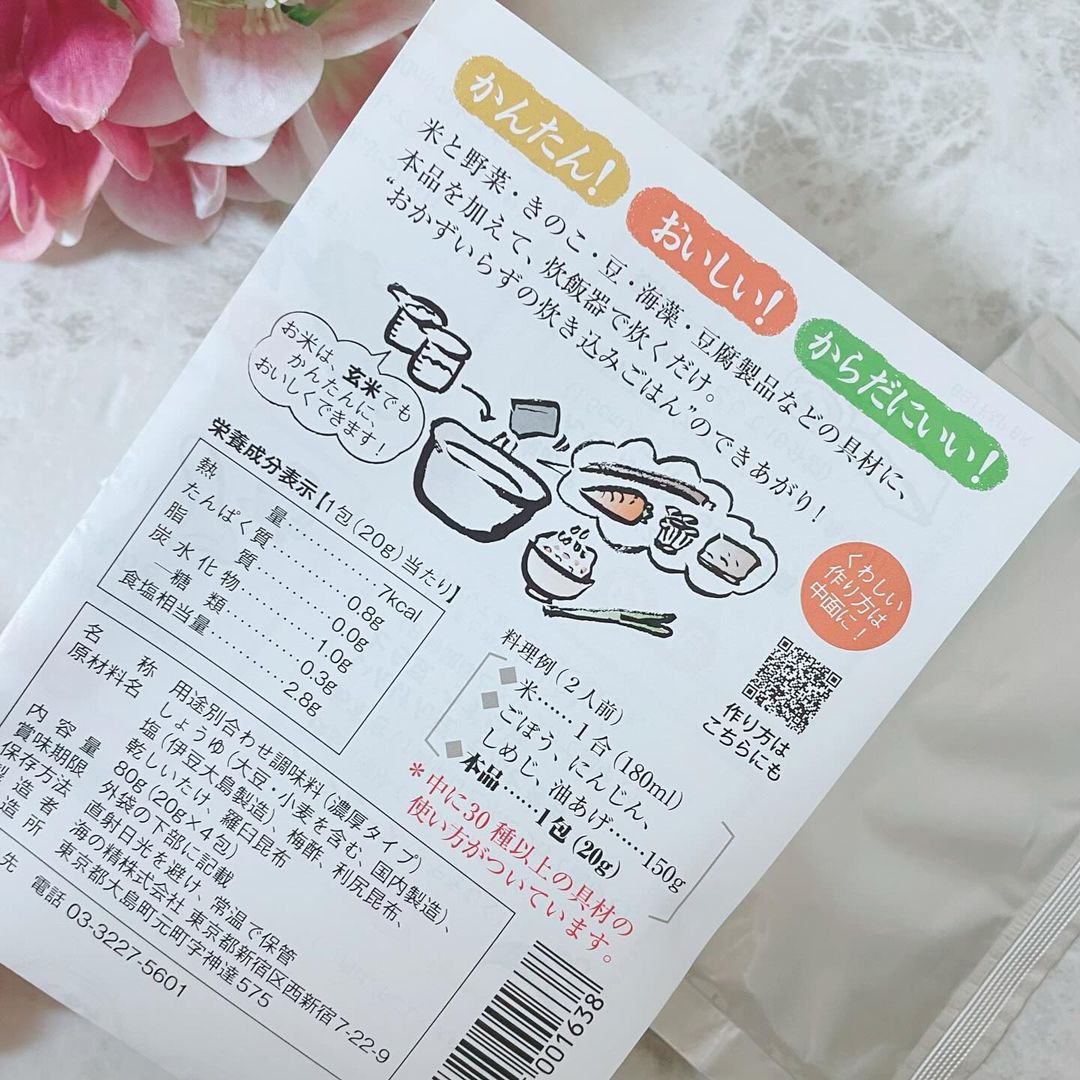 かんたん!
おいしい!
からだにいい!
米と野菜・きのこ・豆・海藻・豆腐製品などの具材に、
本品を加えて、炊飯器で炊くだけ。
“おかずいらずの炊き込みごはん”のできあがり!
お米は、玄米でも
かんたんに、
おいしくできます!
くわしい
作り方は
中面に!
作り方は
こちらにも
栄養成分表示【1包(20g)当たり】
熱量……………7kcal
たんぱく質……………0.8g
脂質……………0.0g
炭水化物……………1.0g
―糖類……………0.3g
食塩相当量……………2.8g
料理例(2人前)
◆米……1合(180ml)
◆ごぼう、にんじん、
しめじ、油あげ……150g
◆本品……1包(20g)
*中に30種以上の具材の
使い方がついています。
名称 用途別合わせ調味料(濃厚タイプ)
原材料名 しょうゆ(大豆・小麦を含む、国内製造)、
塩(伊豆大島製造)、梅酢、利尻昆布、
乾しいたけ 羅臼昆布
内容量 80g(20g×4包)
賞味期限 外袋の下部に記載
保存方法 直射日光を避け、常温で保管
製造者 海の精株式会社 東京都新宿区西新宿7-22-9
造所 東京都大島町元町字神達575
先 電話 03-3227-5601
001638